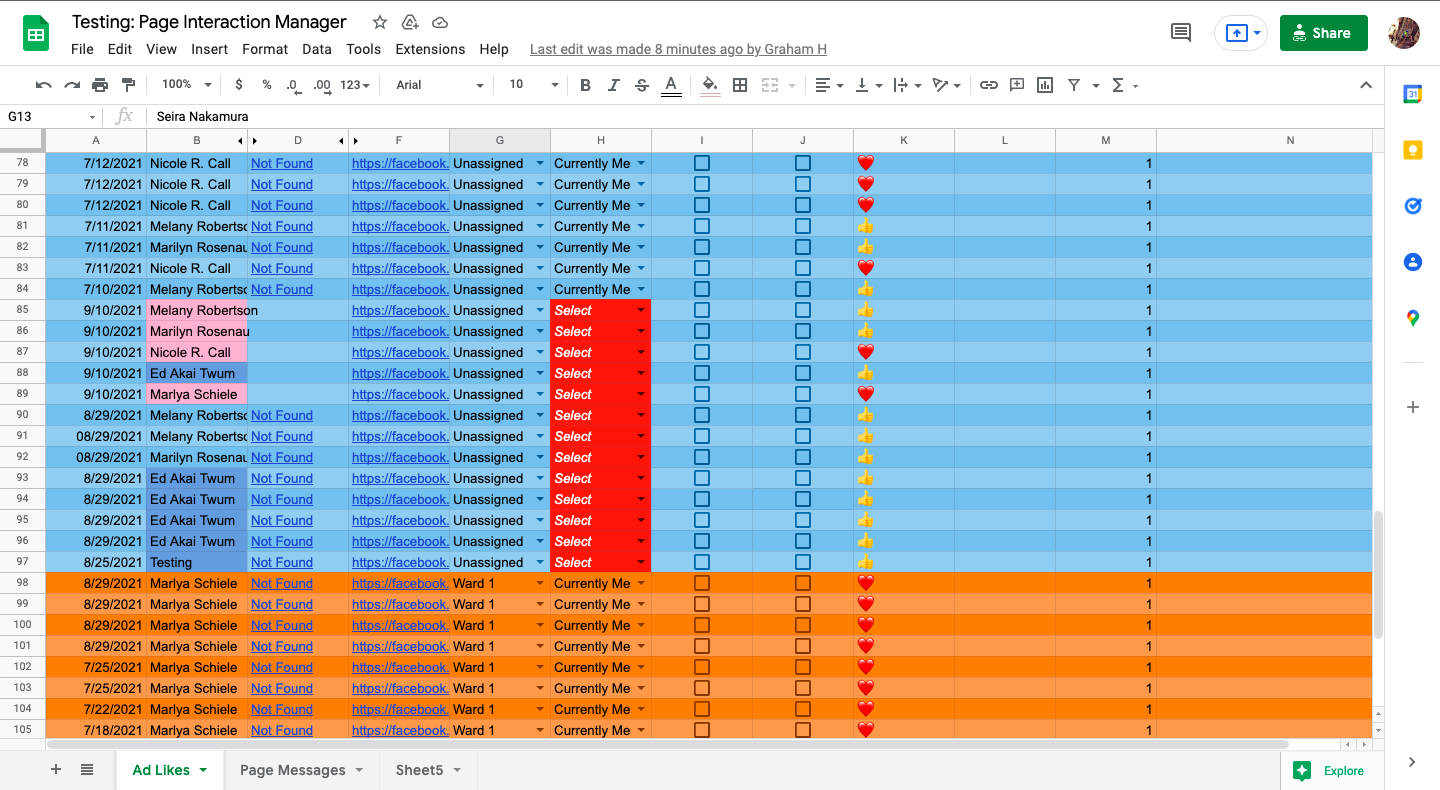 Testing: Page Interaction Manager
File Edit View Insert Format Data Tools Extensions Help Last edit was made 8 minutes ago by Graham H
Share
100% $ % .0 .00 123 Arial 10 B I S A
31
G13 fx Seira Nakamura
A B D F G H I J K L M N
78 7/12/2021 Nicole R. Call Not Found https://facebook. Unassigned Currently Me ❤️ 1
79 7/12/2021 Nicole R. Call Not Found https://facebook. Unassigned Currently Me ❤️ 1
80 7/12/2021 Nicole R. Call Not Found https://facebook. Unassigned Currently Me ❤️ 1
81 7/11/2021 Melany Robertso Not Found https://facebook. Unassigned Currently Me 👍 1
82 7/11/2021 Marilyn Rosenau Not Found https://facebook. Unassigned Currently Me 👍 1
83 7/11/2021 Nicole R. Call Not Found https://facebook. Unassigned Currently Me ❤️ 1
84 7/10/2021 Melany Robertso Not Found https://facebook. Unassigned Currently Me 👍 1
85 9/10/2021 Melany Robertson https://facebook. Unassigned Select 👍 1
86 9/10/2021 Marilyn Rosenau https://facebook. Unassigned Select 👍 1
87 9/10/2021 Nicole R. Call https://facebook. Unassigned Select ❤️ 1
88 9/10/2021 Ed Akai Twum https://facebook. Unassigned Select 👍 1
89 9/10/2021 Marlya Schiele https://facebook. Unassigned Select ❤️ 1
90 8/29/2021 Melany Robertso Not Found https://facebook. Unassigned Select 👍 1
91 08/29/2021 Melany Robertso Not Found https://facebook. Unassigned Select 👍 1
92 08/29/2021 Marilyn Rosenau Not Found https://facebook. Unassigned Select 👍 1
93 8/29/2021 Ed Akai Twum Not Found https://facebook. Unassigned Select 👍 1
94 8/29/2021 Ed Akai Twum Not Found https://facebook. Unassigned Select 👍 1
95 8/29/2021 Ed Akai Twum Not Found https://facebook. Unassigned Select 👍 1
96 8/29/2021 Ed Akai Twum Not Found https://facebook. Unassigned Select 👍 1
97 8/25/2021 Testing Not Found https://facebook. Unassigned Select 👍 1
98 8/29/2021 Marlya Schiele Not Found https://facebook. Ward 1 Currently Me ❤️ 1
99 8/29/2021 Marlya Schiele Not Found https://facebook. Ward 1 Currently Me ❤️ 1
100 8/29/2021 Marlya Schiele Not Found https://facebook. Ward 1 Currently Me ❤️ 1
101 8/29/2021 Marlya Schiele Not Found https://facebook. Ward 1 Currently Me ❤️ 1
102 7/25/2021 Marlya Schiele Not Found https://facebook. Ward 1 Currently Me ❤️ 1
103 7/25/2021 Marlya Schiele Not Found https://facebook. Ward 1 Currently Me ❤️ 1
104 7/22/2021 Marlya Schiele Not Found https://facebook. Ward 1 Currently Me ❤️ 1
105 7/18/2021 Marlya Schiele Not Found https://facebook. Ward 1 Currently Me ❤️ 1
Ad Likes Page Messages Sheet5 Explore